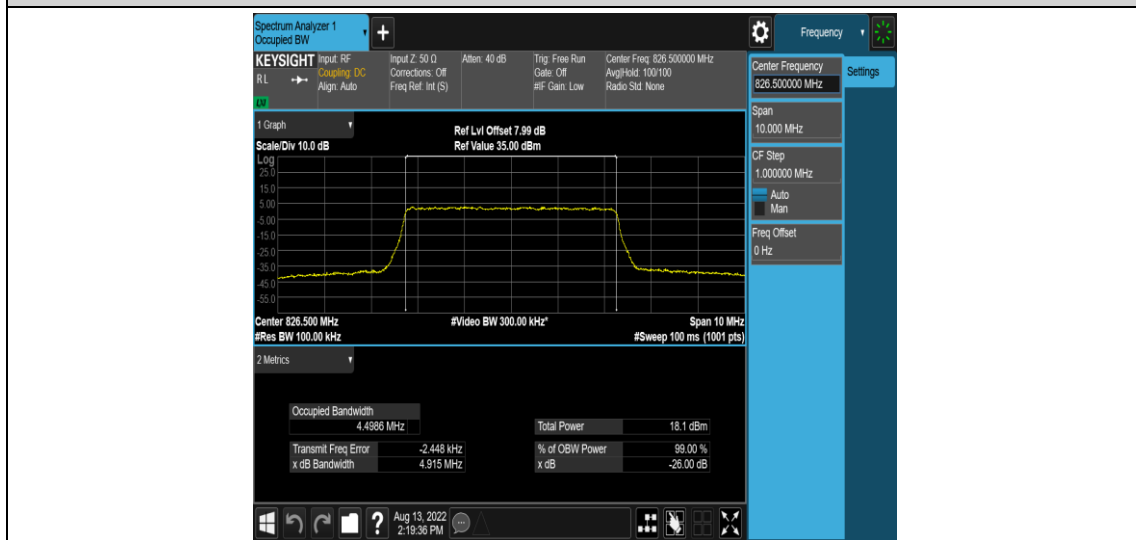 Spectrum Analyzer 1
Occupied BW
Frequency
KEYSIGHT
RL
LXI
Input: RF
Coupling: DC
Align: Auto
Input Z: 50 Ω
Corrections: Off
Freq Ref: Int (S)
Atten: 40 dB
Trig: Free Run
Gate: Off
#IF Gain: Low
Center Freq: 826.500000 MHz
Avg|Hold: 100/100
Radio Std: None
Center Frequency
826.500000 MHz
Settings
Span
10.000 MHz
CF Step
1.000000 MHz
Auto
Man
Freq Offset
0 Hz
1 Graph
Ref Lvl Offset 7.99 dB
Scale/Div 10.0 dB
Ref Value 35.00 dBm
Log
25.0
15.0
5.00
-5.00
-15.0
-25.0
-35.0
-45.0
-55.0
Center 826.500 MHz
#Video BW 300.00 kHz*
Span 10 MHz
#Res BW 100.00 kHz
#Sweep 100 ms (1001 pts)
2 Metrics
Occupied Bandwidth
4.4986 MHz
Total Power 18.1 dBm
Transmit Freq Error -2.448 kHz
% of OBW Power 99.00 %
x dB Bandwidth 4.915 MHz
x dB -26.00 dB
?
Aug 13, 2022
2:19:36 PM